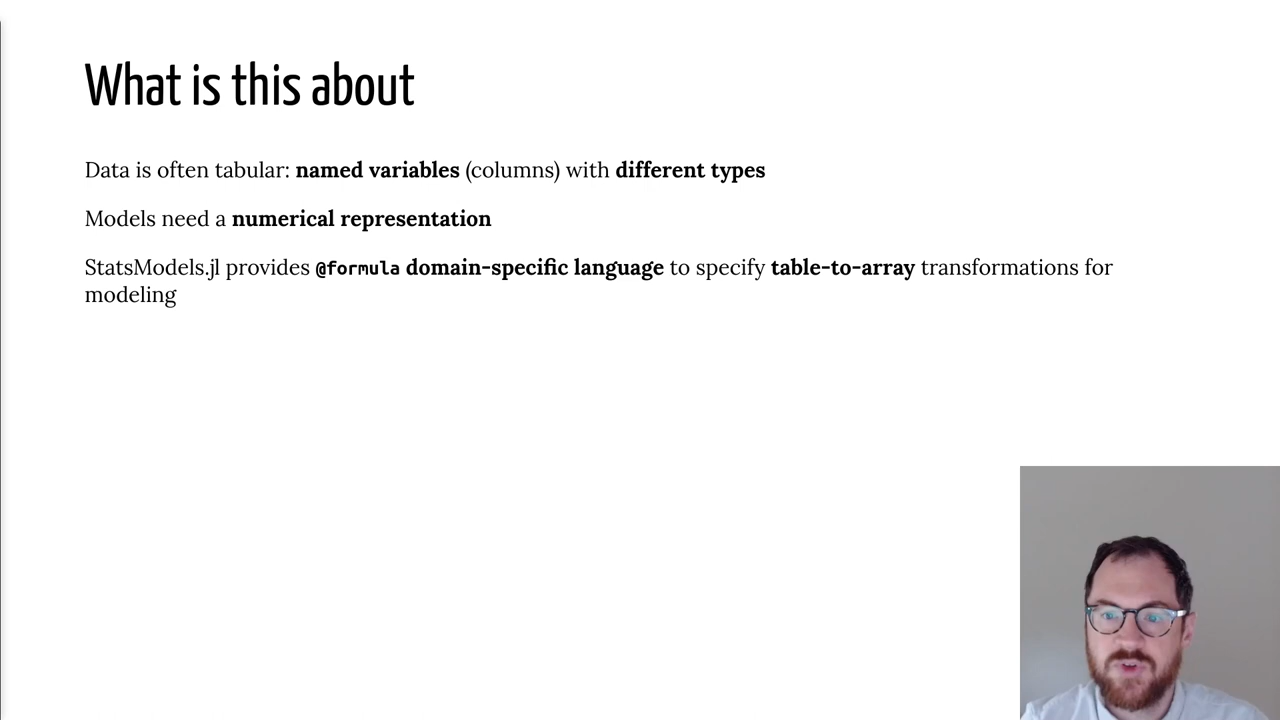 What is this about
Data is often tabular: named variables (columns) with different types
Models need a numerical representation
StatsModels.jl provides @formula domain-specific language to specify table-to-array transformations for
modeling